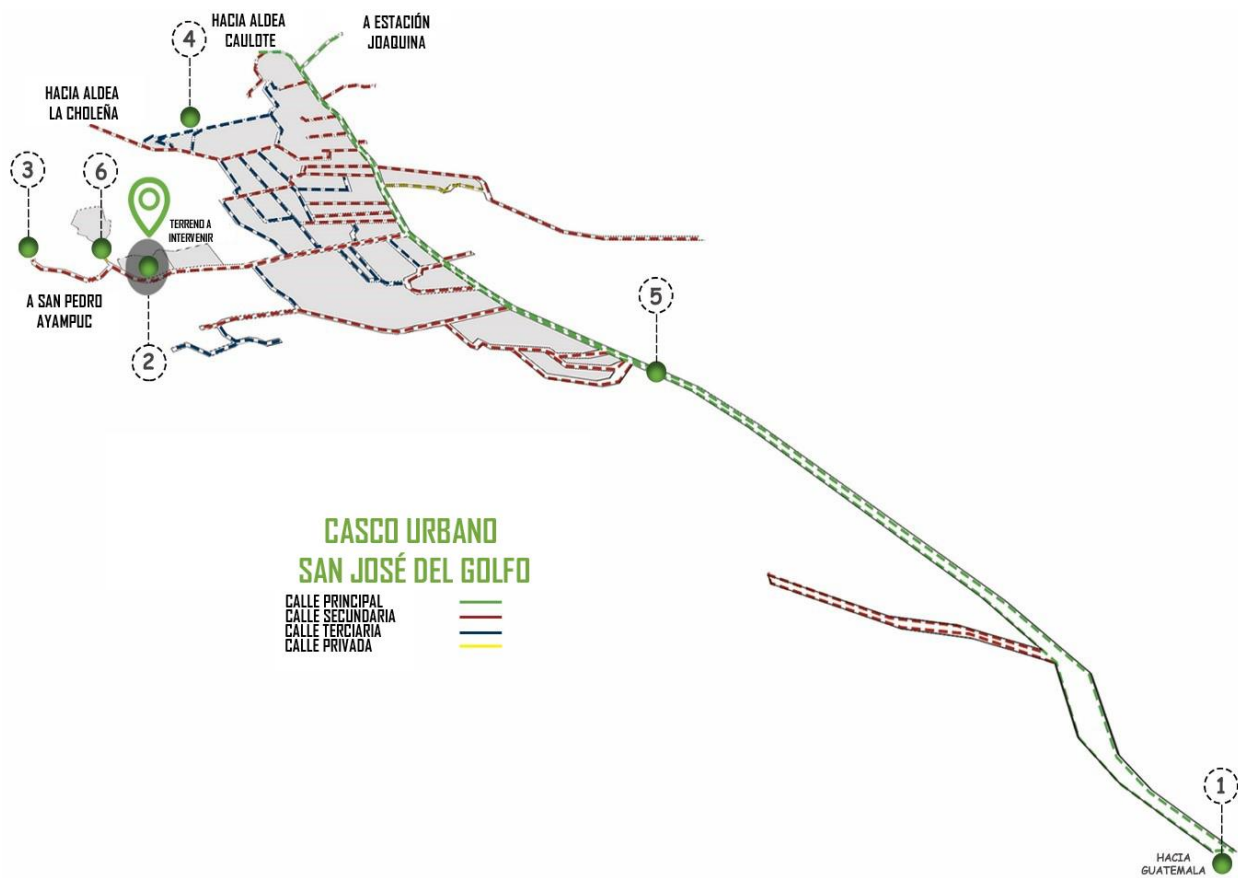 HACIA ALDEA
CAULOTE
A ESTACIÓN
JOAQUINA
4
HACIA ALDEA
LA CHOLEÑA
3
6
TERRENO A
INTERVENIR
A SAN PEDRO
AYAMPUC
2
5
CASCO URBANO
SAN JOSÉ DEL GOLFO
CALLE PRINCIPAL
CALLE SECUNDARIA
CALLE TERCIARIA
CALLE PRIVADA
1
HACIA
GUATEMALA